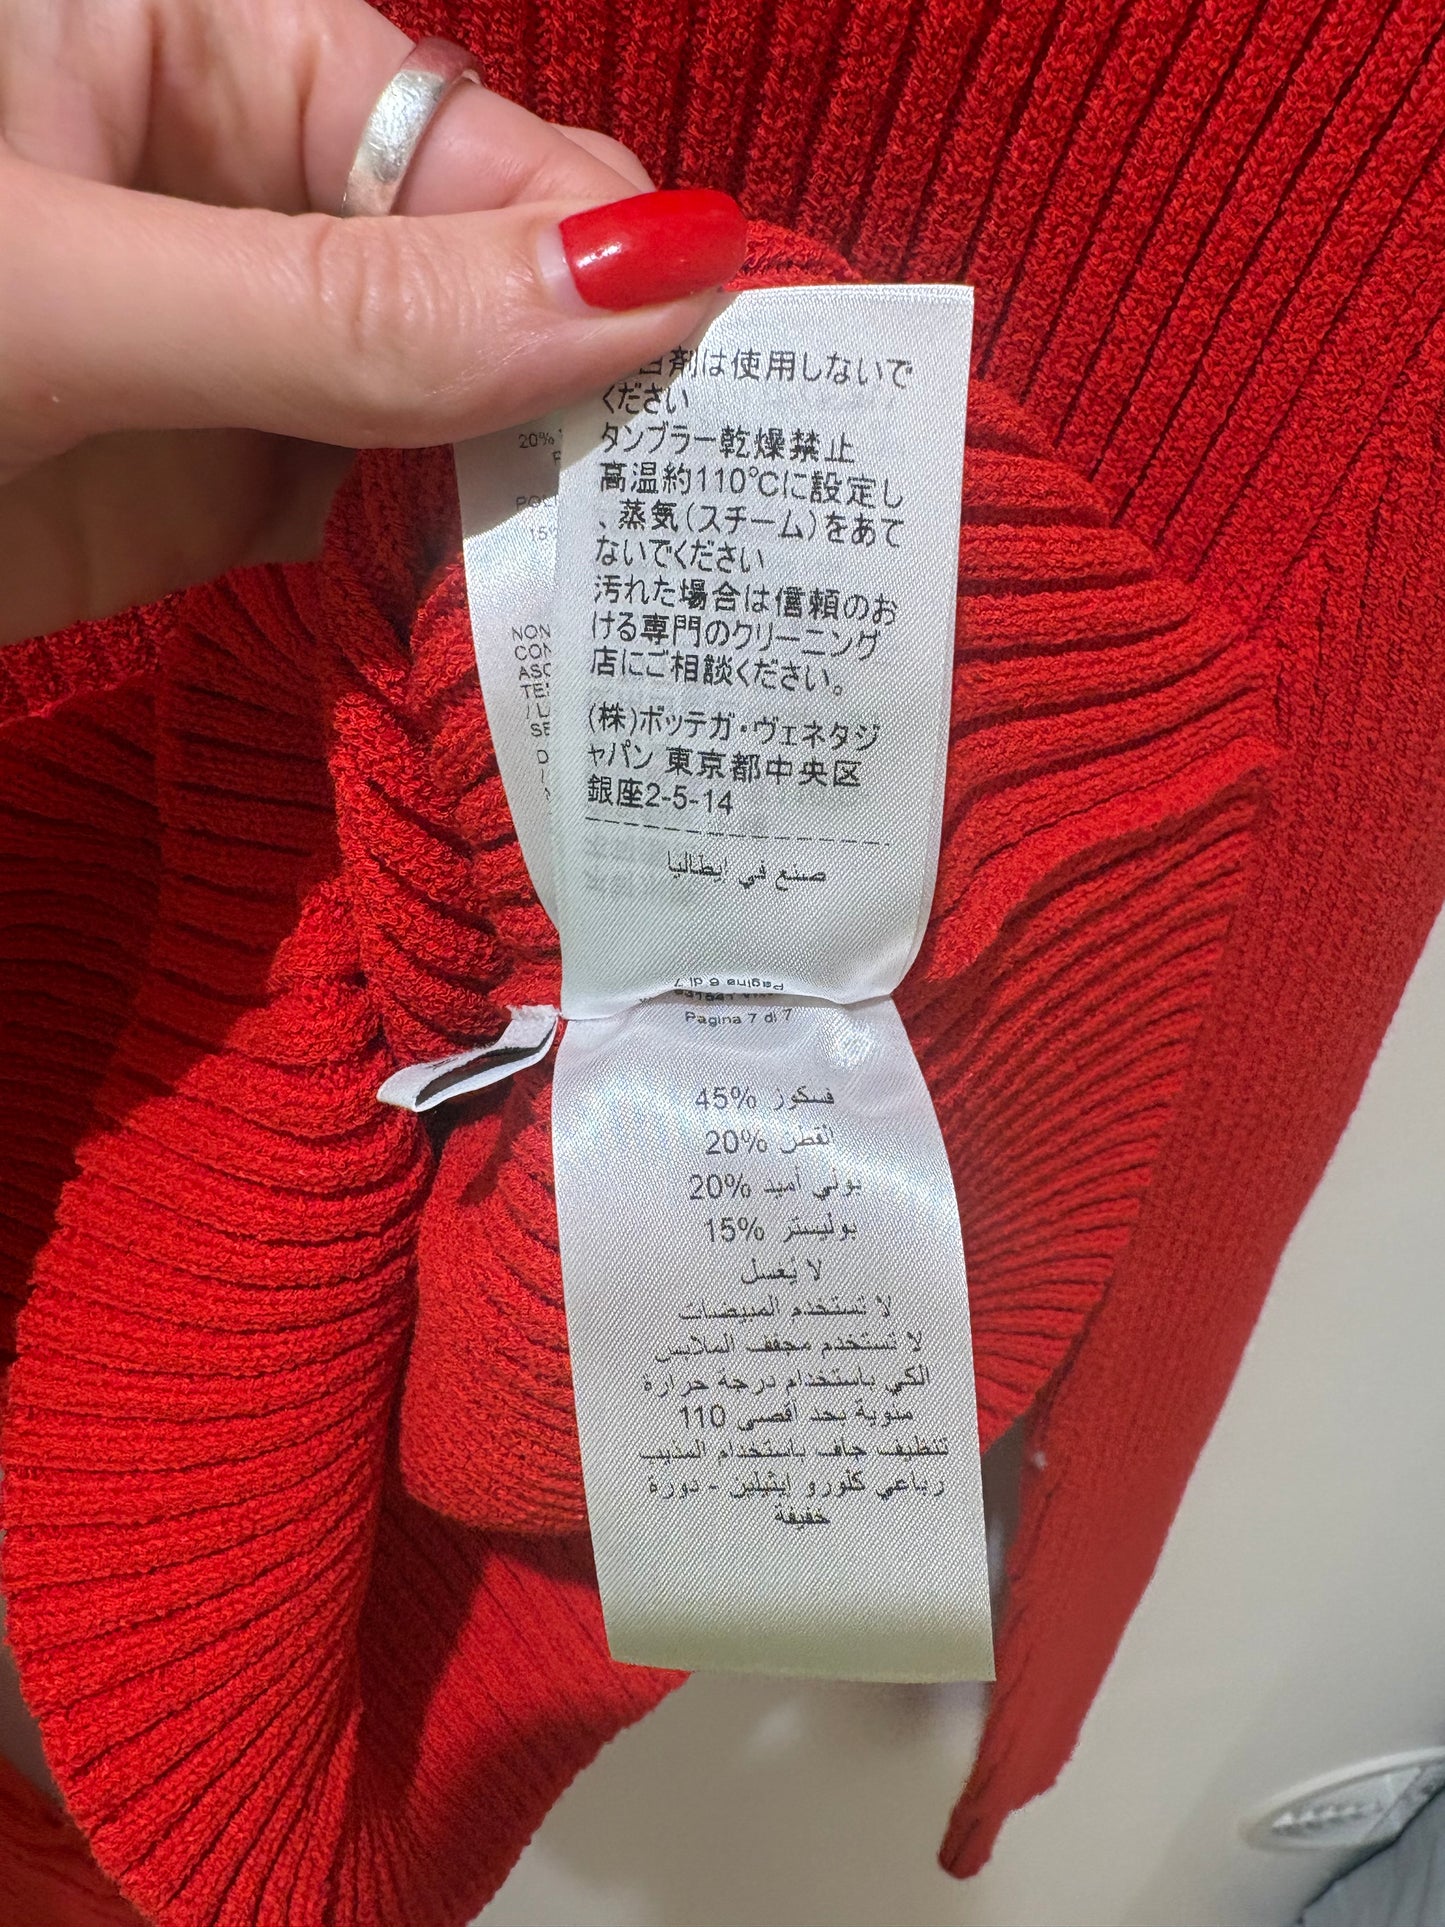 剤は使用しないで
ください
タンブラー乾燥禁止
高温約110℃に設定し
、蒸気(スチーム)をあて
ないでください
汚れた場合は信頼のお
ける専門のクリーニング
店にご相談ください。
(株)ボッテガ・ヴェネタジ
ャパン 東京都中央区
銀座2-5-14
صنع في إيطاليا
Pagina 6 di 7
Pagina 7 di 7
45% فسكوز
20% القطن
20% بولي أميد
15% بوليستر
لا يُغسل
لا تستخدم المبيضات
لا تستخدم مجفف الملابس
الكي باستخدام درجة حرارة
مئوية بحد أقصى 110
تنظيف جاف باستخدام المذيب
رباعي كلورو إيثيلين - دورة
خفيفة
20%
15
NON
CON
ASC